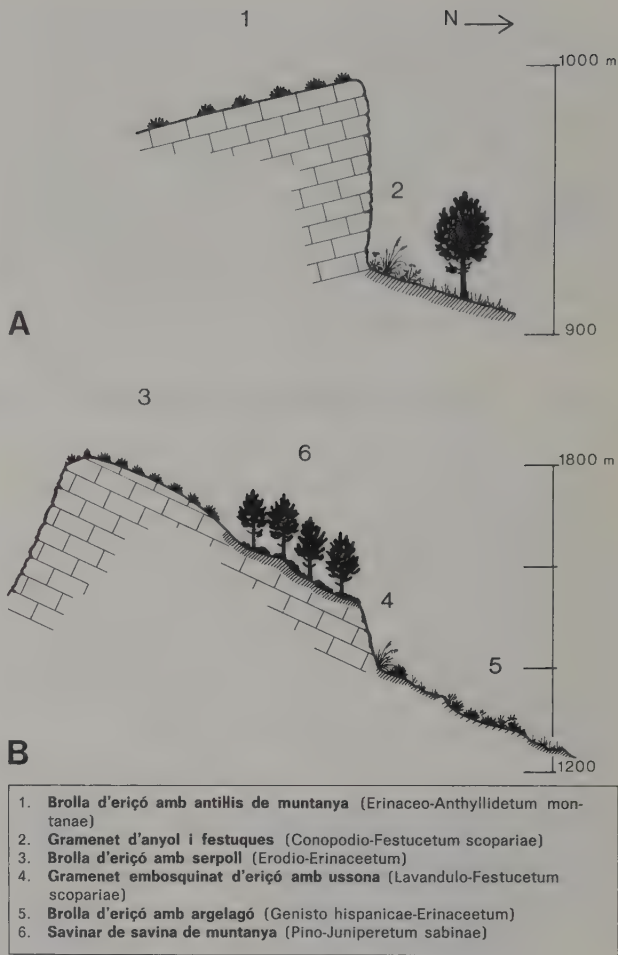 1
N
1000 m
2
A
900
3
6
1800 m
4
5
B
1200
1. Brolla d'eriçó amb antil·lis de muntanya (Erinaceo-Anthyllidetum mon-
tanae)
2. Gramenet d'anyol i festuques (Conopodio-Festucetum scopariae)
3. Brolla d'eriçó amb serpoll (Erodio-Erinaceetum)
4. Gramenet embosquinat d'eriçó amb ussona (Lavandulo-Festucetum
scopariae)
5. Brolla d'eriçó amb argelagó (Genisto hispanicae-Erinaceetum)
6. Savinar de savina de muntanya (Pino-Juniperetum sabinae)